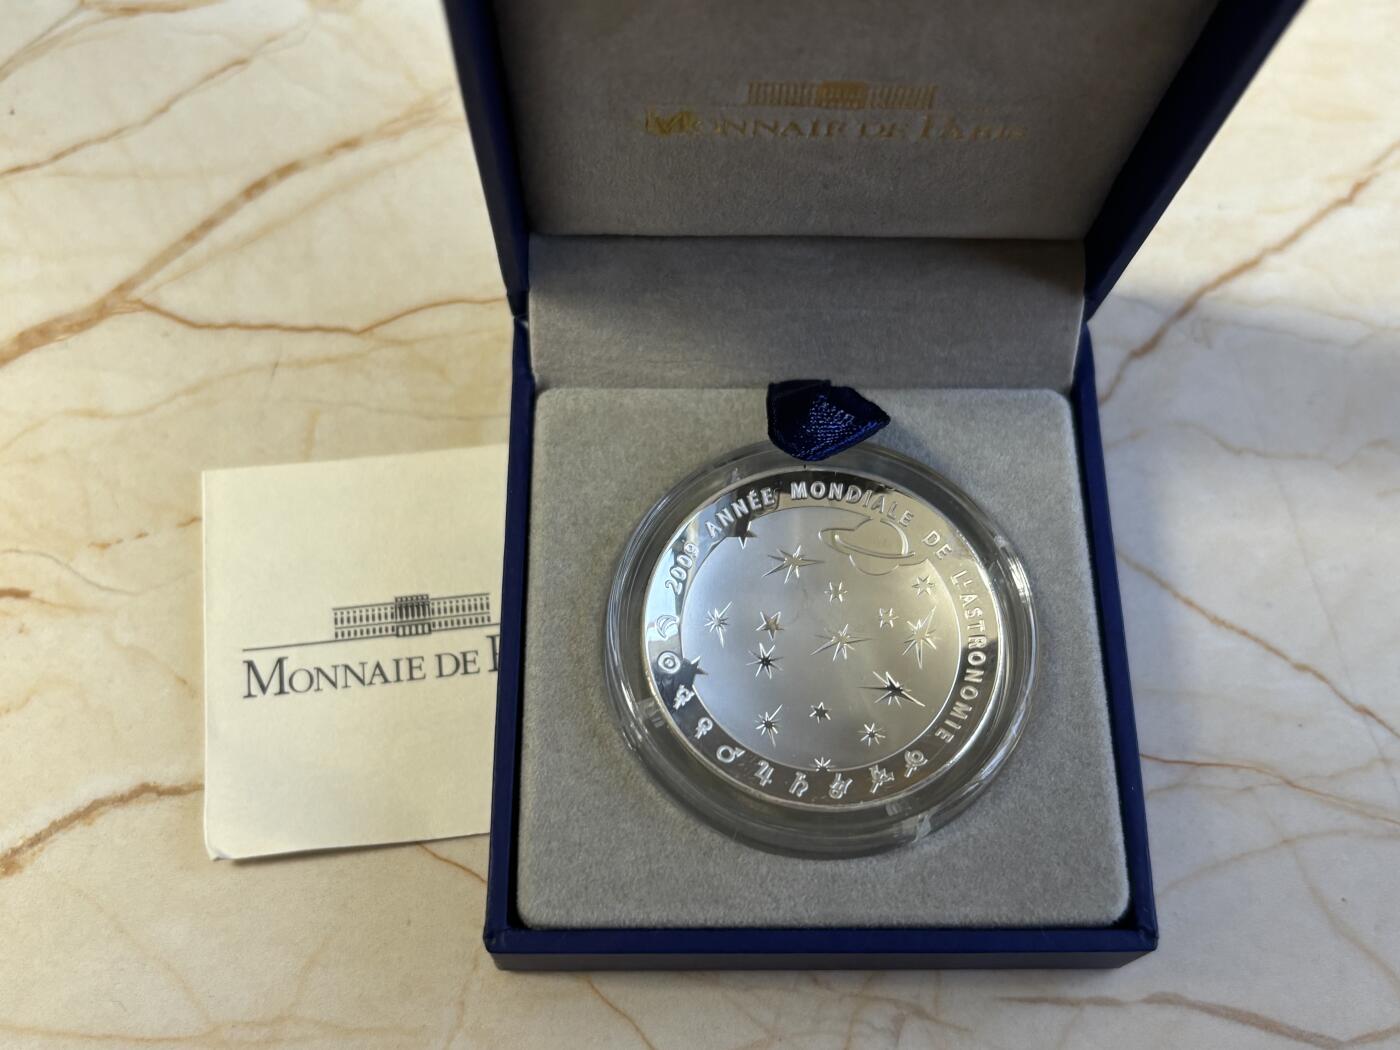 MONNAIE DE PARIS
2009 ANNÉE MONDIALE DE L'ASTRONOMIE
MONNAIE DE P